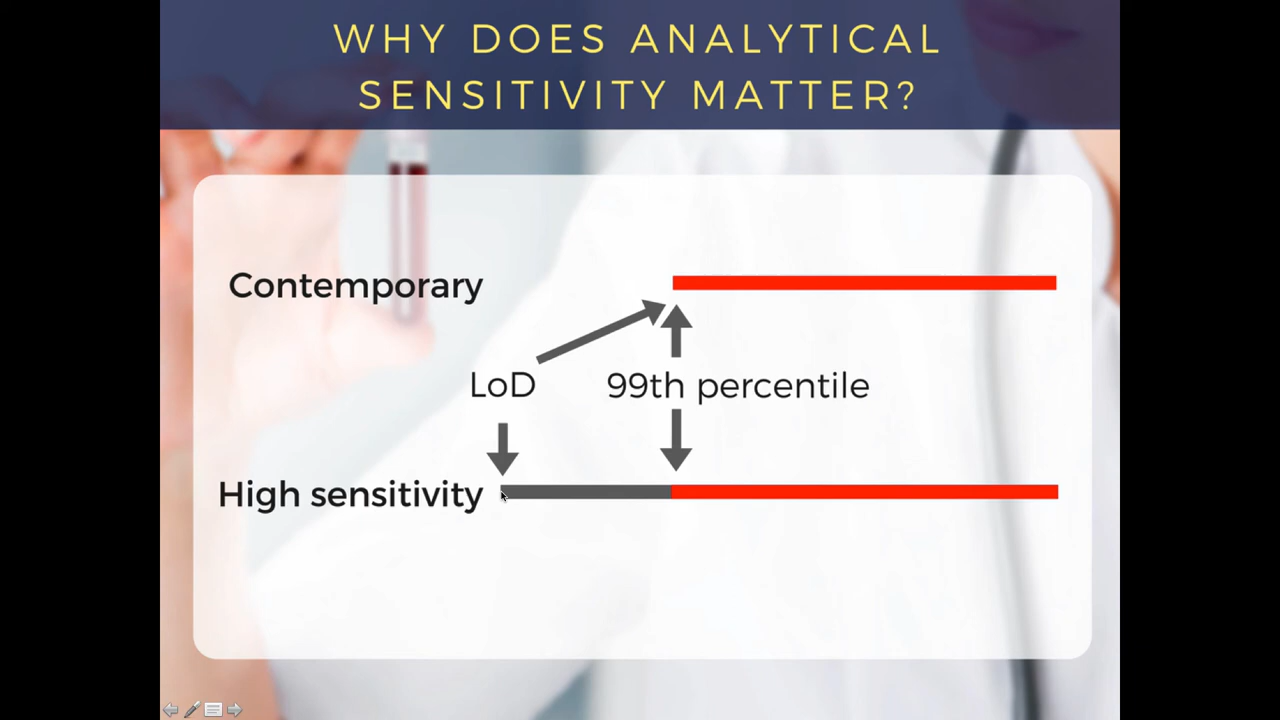 WHY DOES ANALYTICAL
SENSITIVITY MATTER?
Contemporary
LoD
99th percentile
High sensitivity